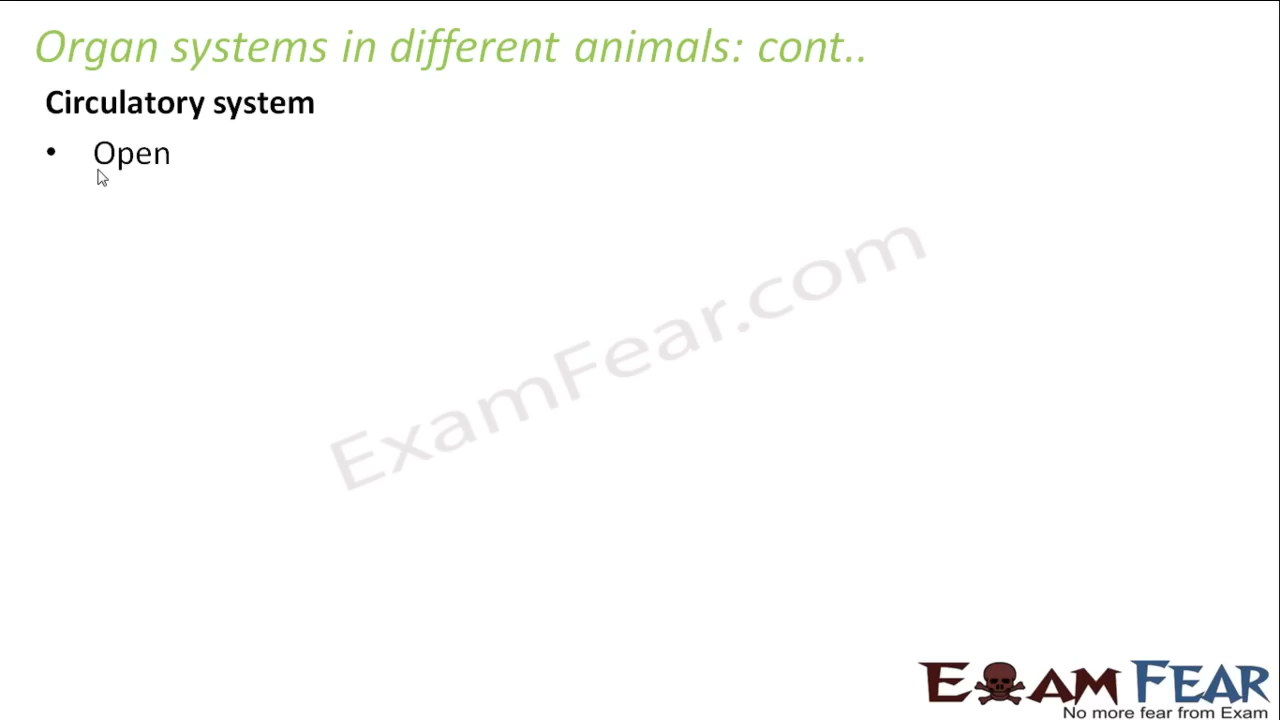 Organ systems in different animals: cont..
Circulatory system
• Open
ExamFear.com
EXAM FEAR
No more fear from Exam